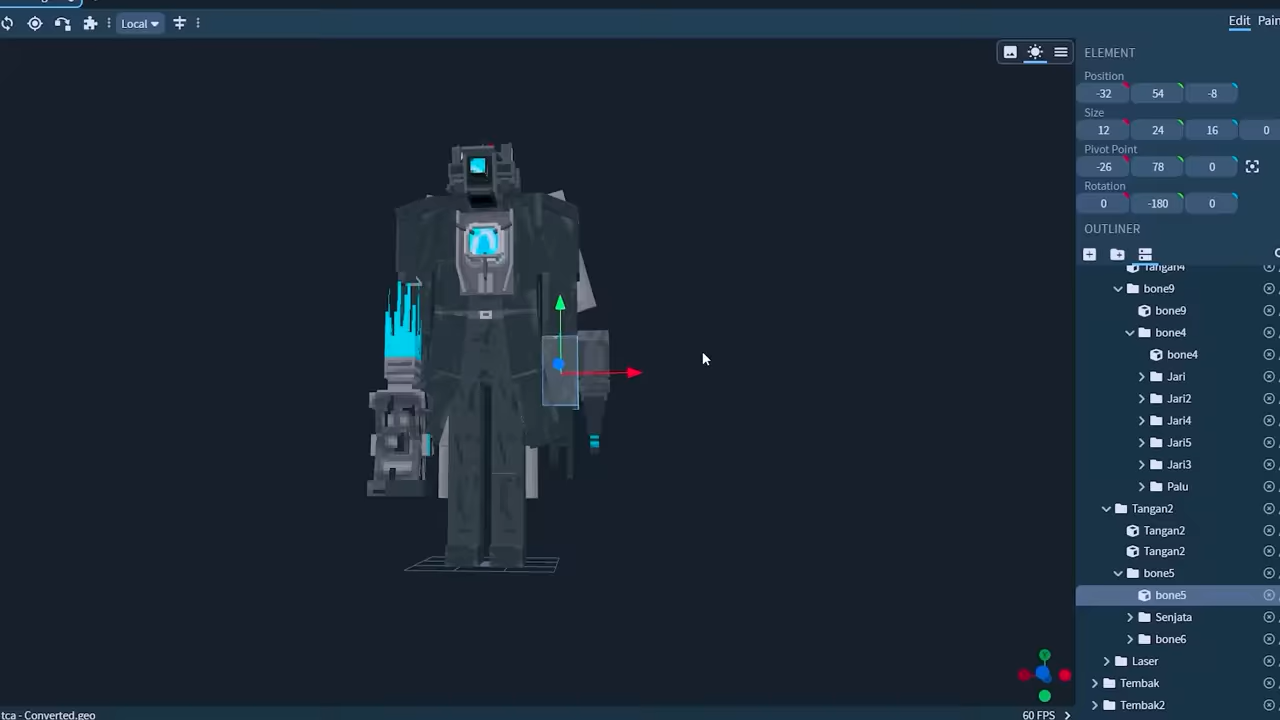 Local
Edit
ELEMENT
Position
-32 54 -8
Size
12 24 16 0
Pivot Point
-26 78 0
Rotation
0 -180 0
OUTLINER
Tangan4
bone9
bone9
bone4
bone4
Jari
Jari2
Jari4
Jari5
Jari3
Palu
Tangan2
Tangan2
Tangan2
bone5
bone5
Senjata
bone6
Laser
Tembak
Tembak2
tca - Converted.geo
60 FPS